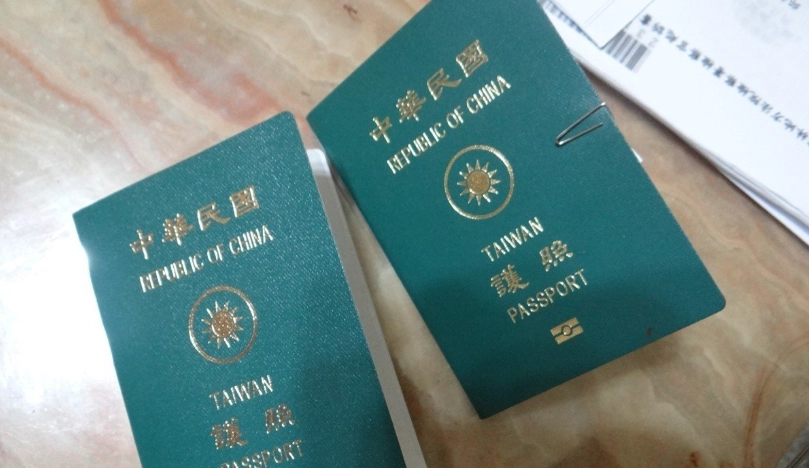 中華民國
REPUBLIC OF CHINA
TAIWAN
護照
PASSPORT
中華民國
REPUBLIC OF CHINA
TAIWAN
護照
PASSPORT